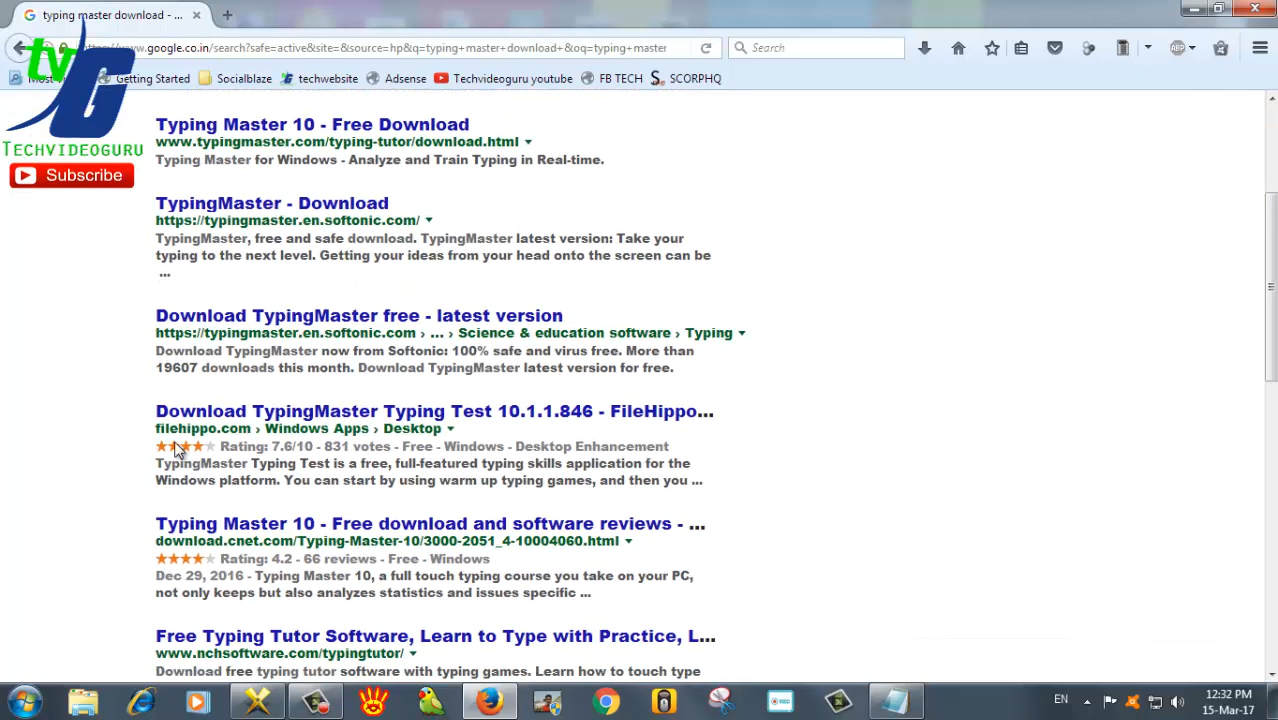 typing master download - ...
https://www.google.co.in/search?safe=active&site=&source=hp&q=typing+master+download+&oq=typing+master
Search
ABP
Most Vi
Getting Started
Socialblaze
techwebsite
Adsense
Techvideoguru youtube
FB TECH
SCORPHQ
tv
G
TECHVIDEOGURU
Subscribe
Typing Master 10 - Free Download
www.typingmaster.com/typing-tutor/download.html
Typing Master for Windows - Analyze and Train Typing in Real-time.
TypingMaster - Download
https://typingmaster.en.softonic.com/
TypingMaster, free and safe download. TypingMaster latest version: Take your
typing to the next level. Getting your ideas from your head onto the screen can be
...
Download TypingMaster free - latest version
https://typingmaster.en.softonic.com › ... › Science & education software › Typing
Download TypingMaster now from Softonic: 100% safe and virus free. More than
19607 downloads this month. Download TypingMaster latest version for free.
Download TypingMaster Typing Test 10.1.1.846 - FileHippo...
filehippo.com › Windows Apps › Desktop
Rating: 7.6/10 - 831 votes - Free - Windows - Desktop Enhancement
TypingMaster Typing Test is a free, full-featured typing skills application for the
Windows platform. You can start by using warm up typing games, and then you ...
Typing Master 10 - Free download and software reviews - ...
download.cnet.com/Typing-Master-10/3000-2051_4-10004060.html
Rating: 4.2 - 66 reviews - Free - Windows
Dec 29, 2016 - Typing Master 10, a full touch typing course you take on your PC,
not only keeps but also analyzes statistics and issues specific ...
Free Typing Tutor Software, Learn to Type with Practice, L...
www.nchsoftware.com/typingtutor/
Download free typing tutor software with typing games. Learn how to touch type
EN
12:32 PM
15-Mar-17